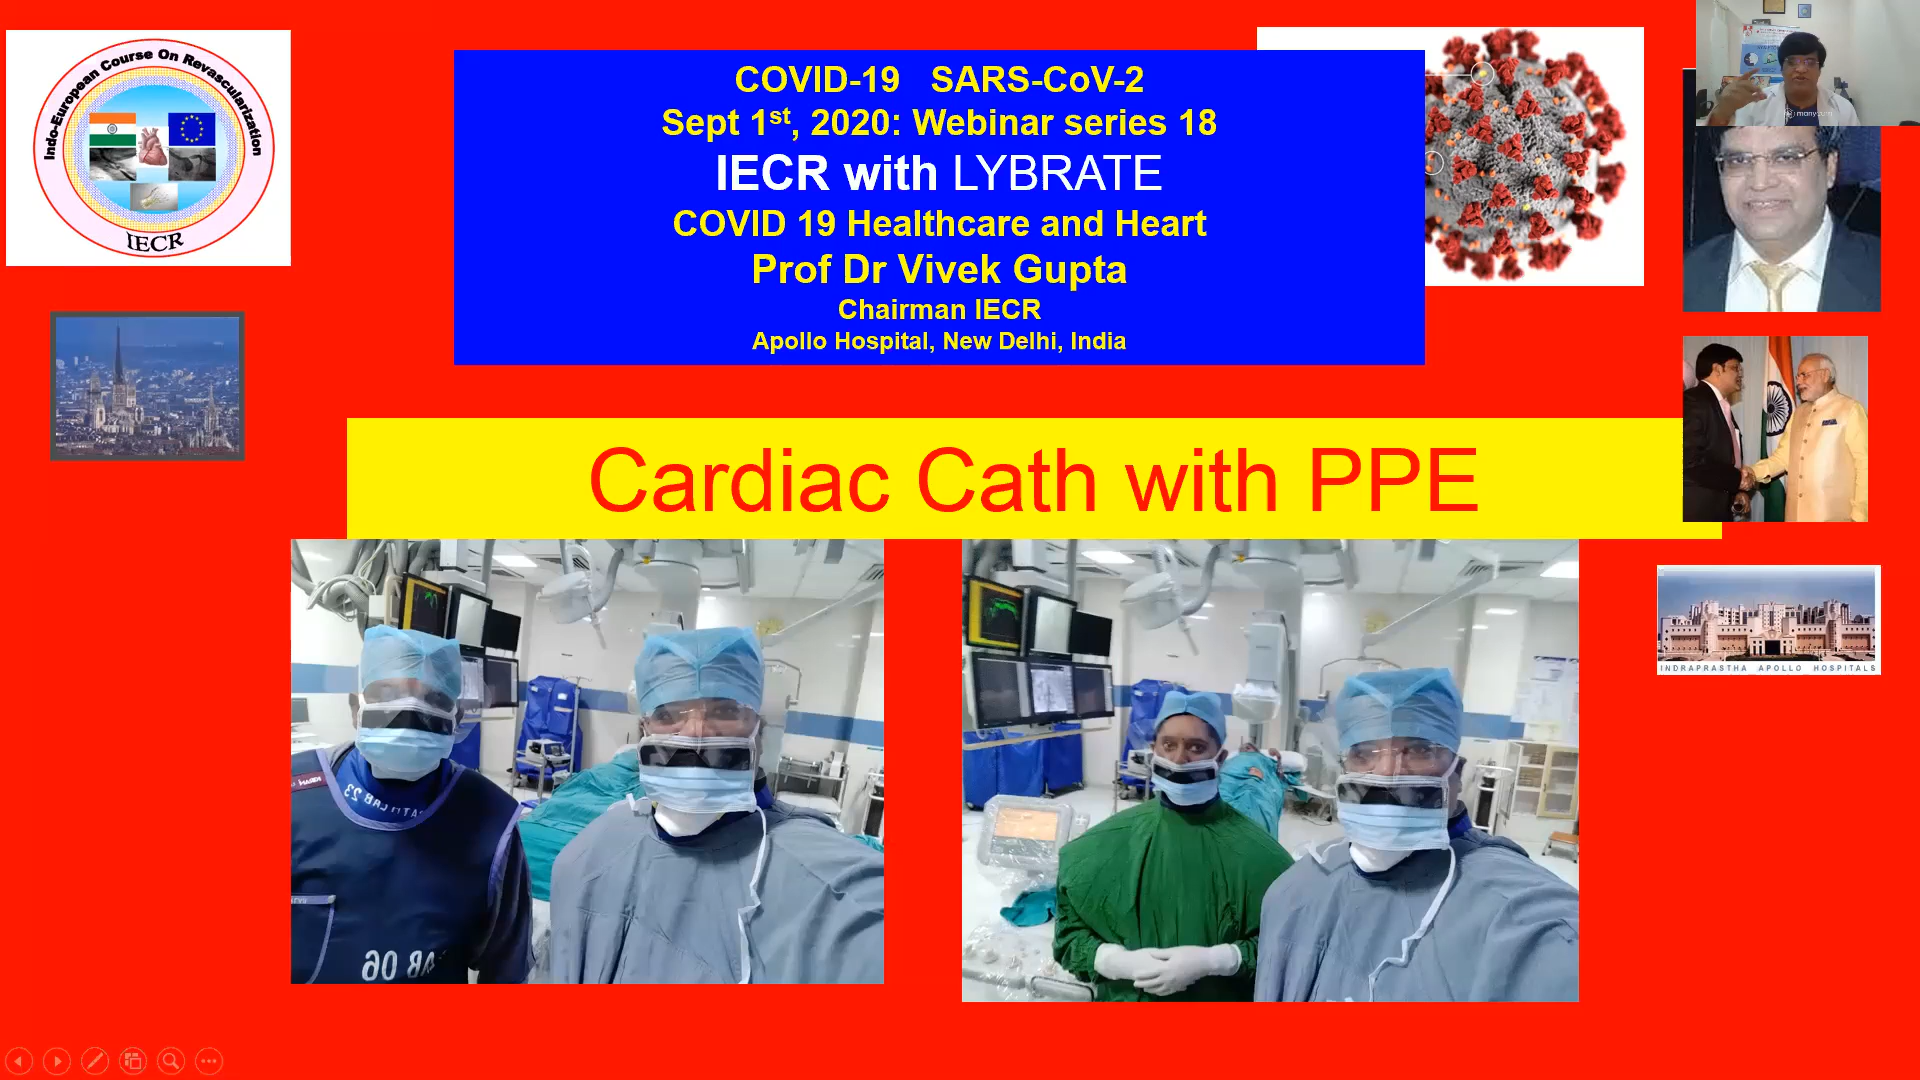 Indo-European Course On Revascularization
IECR
COVID-19 SARS-CoV-2
Sept 1st, 2020: Webinar series 18
IECR with LYBRATE
COVID 19 Healthcare and Heart
Prof Dr Vivek Gupta
Chairman IECR
Apollo Hospital, New Delhi, India
Cardiac Cath with PPE
INDRAPRASTHA APOLLO HOSPITALS